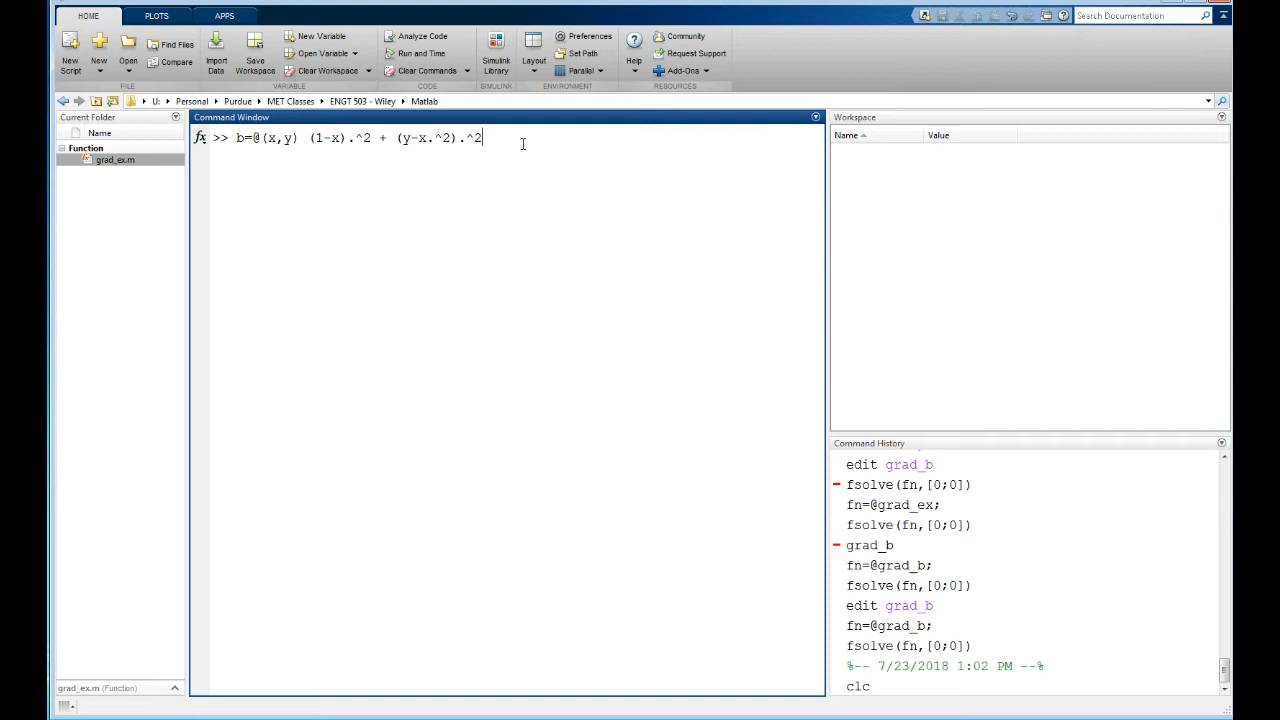 HOME PLOTS APPS Search Documentation
New Script New Open Find Files Compare Import Data Save Workspace New Variable Open Variable Clear Workspace Analyze Code Run and Time Clear Commands Simulink Library Layout Preferences Set Path Parallel Help Community Request Support Add-Ons
FILE VARIABLE CODE SIMULINK ENVIRONMENT RESOURCES
U: Personal Purdue MET Classes ENGT 503 - Wiley Matlab
Current Folder
Name
Function
grad_ex.m
grad_ex.m (Function)
Command Window
fx >> b=@(x,y) (1-x).^2 + (y-x.^2).^2
Workspace
Name Value
Command History
edit grad_b
fsolve(fn,[0;0])
fn=@grad_ex;
fsolve(fn,[0;0])
grad_b
fn=@grad_b;
fsolve(fn,[0;0])
edit grad_b
fn=@grad_b;
fsolve(fn,[0;0])
%-- 7/23/2018 1:02 PM --%
clc